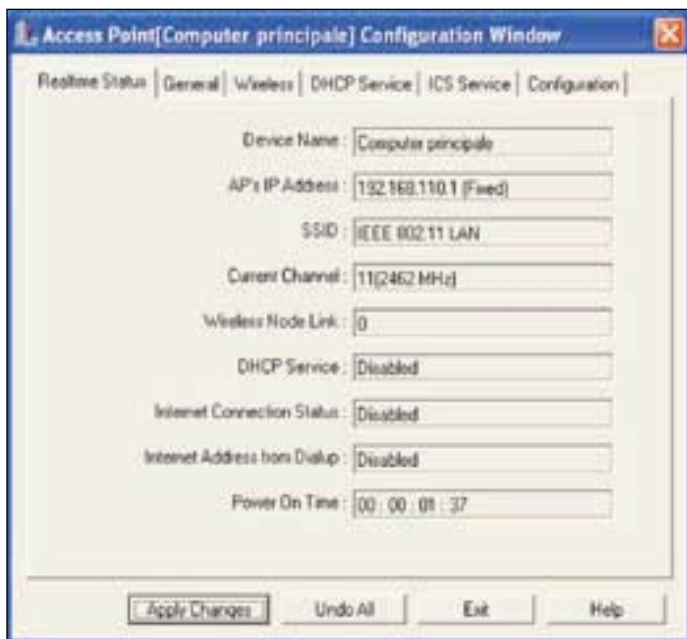 Access Point[Computer principale] Configuration Window
Realtime Status General Wireless DHCP Service ICS Service Configuration
Device Name : Computer principale
AP's IP Address : 192.168.110.1 (Fixed)
SSID : IEEE 802.11 LAN
Current Channel : 11(2462 MHz)
Wireless Node Link : 0
DHCP Service : Disabled
Internet Connection Status : Disabled
Internet Address from Dialup : Disabled
Power On Time : 00 : 00 : 01 : 37
Apply Changes Undo All Exit Help